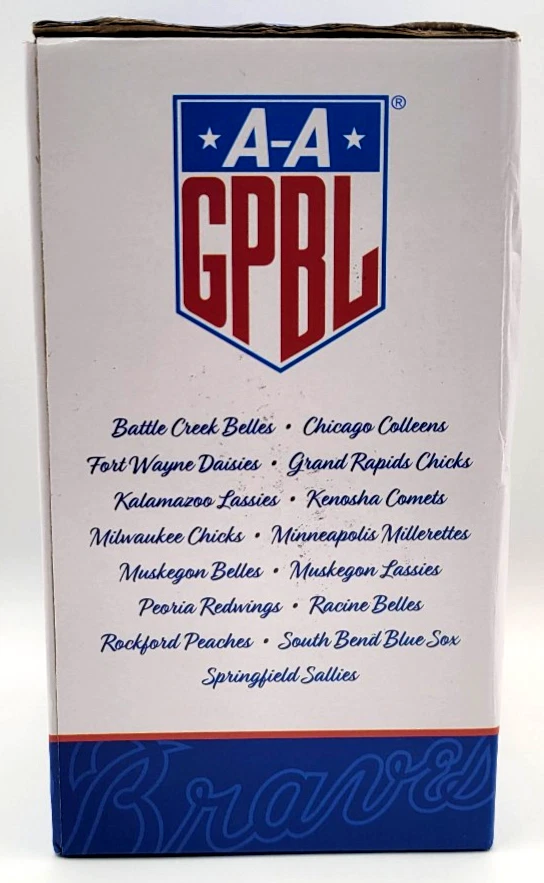 A-A
®
GPBL
Battle Creek Belles • Chicago Colleens
Fort Wayne Daisies • Grand Rapids Chicks
Kalamazoo Lassies • Kenosha Comets
Milwaukee Chicks • Minneapolis Millerettes
Muskegon Belles • Muskegon Lassies
Peoria Redwings • Racine Belles
Rockford Peaches • South Bend Blue Sox
Springfield Sallies
Braves